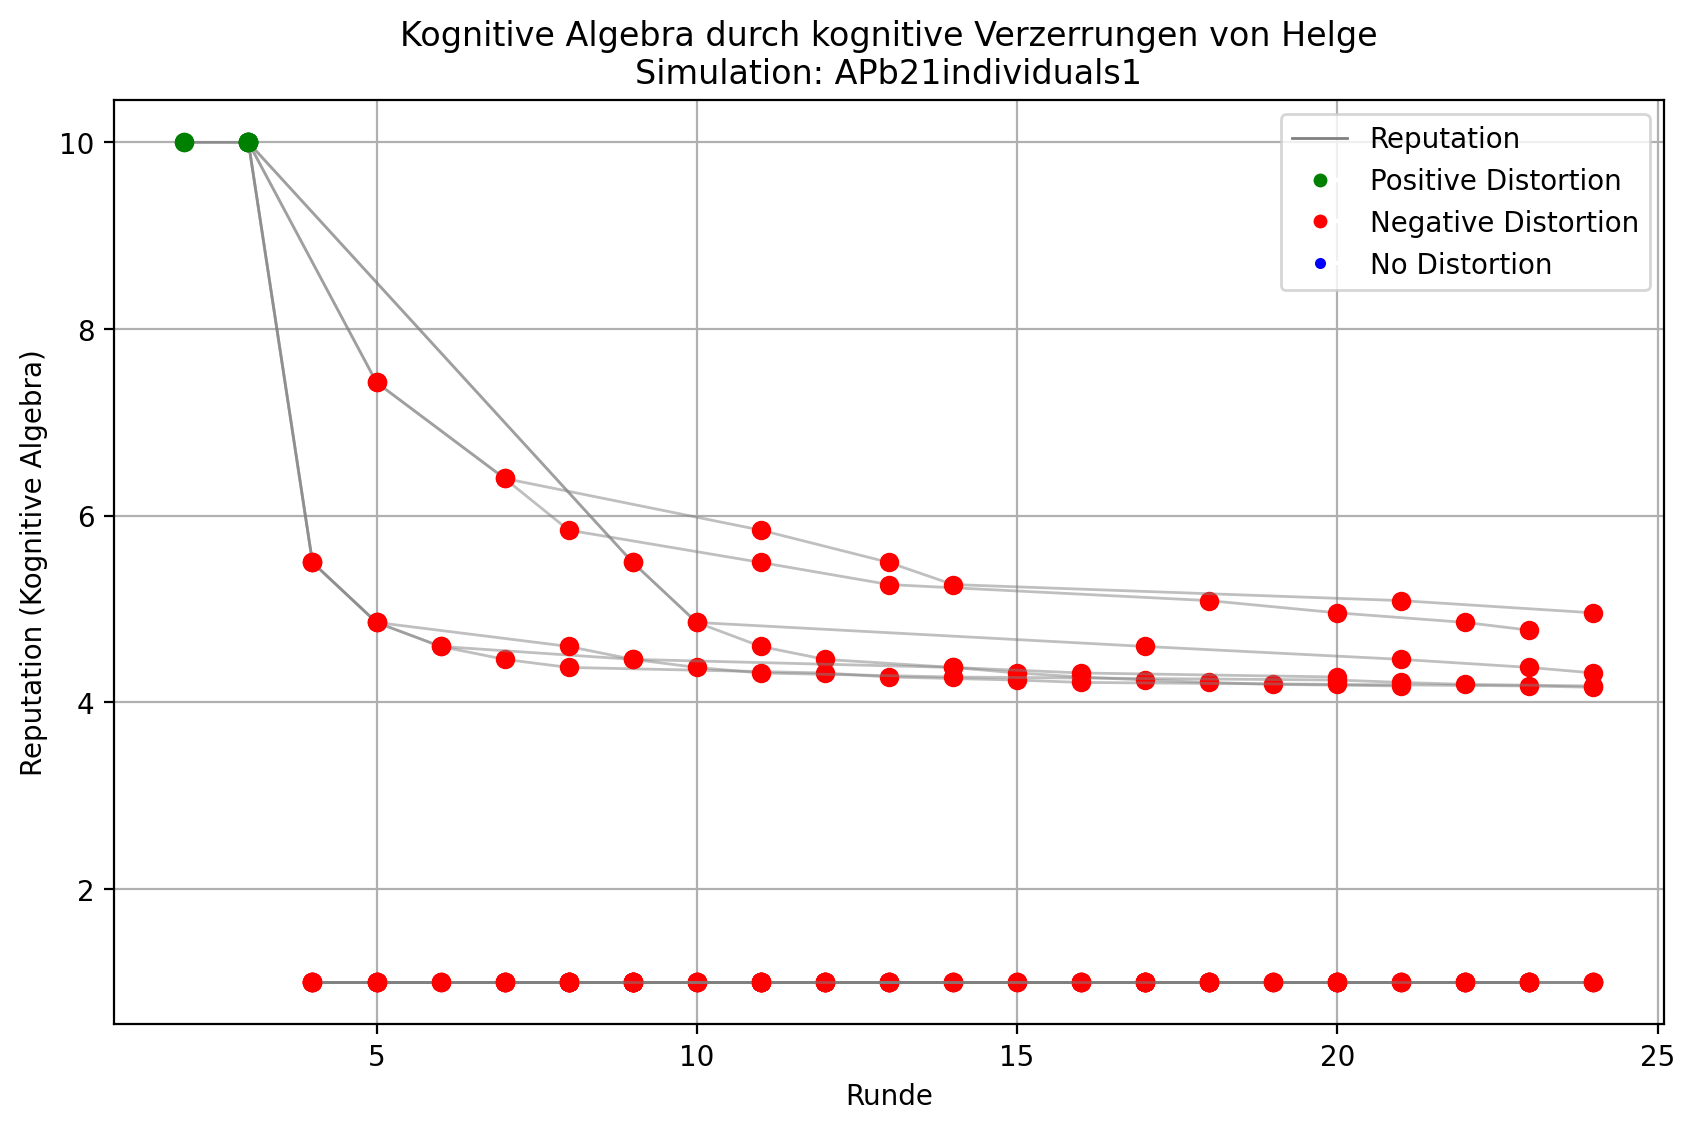 Kognitive Algebra durch kognitive Verzerrungen von Helge
Simulation: APb21individuals1
Reputation
Positive Distortion
Negative Distortion
No Distortion
Reputation (Kognitive Algebra)
10
8
6
4
2
5
10
15
20
25
Runde